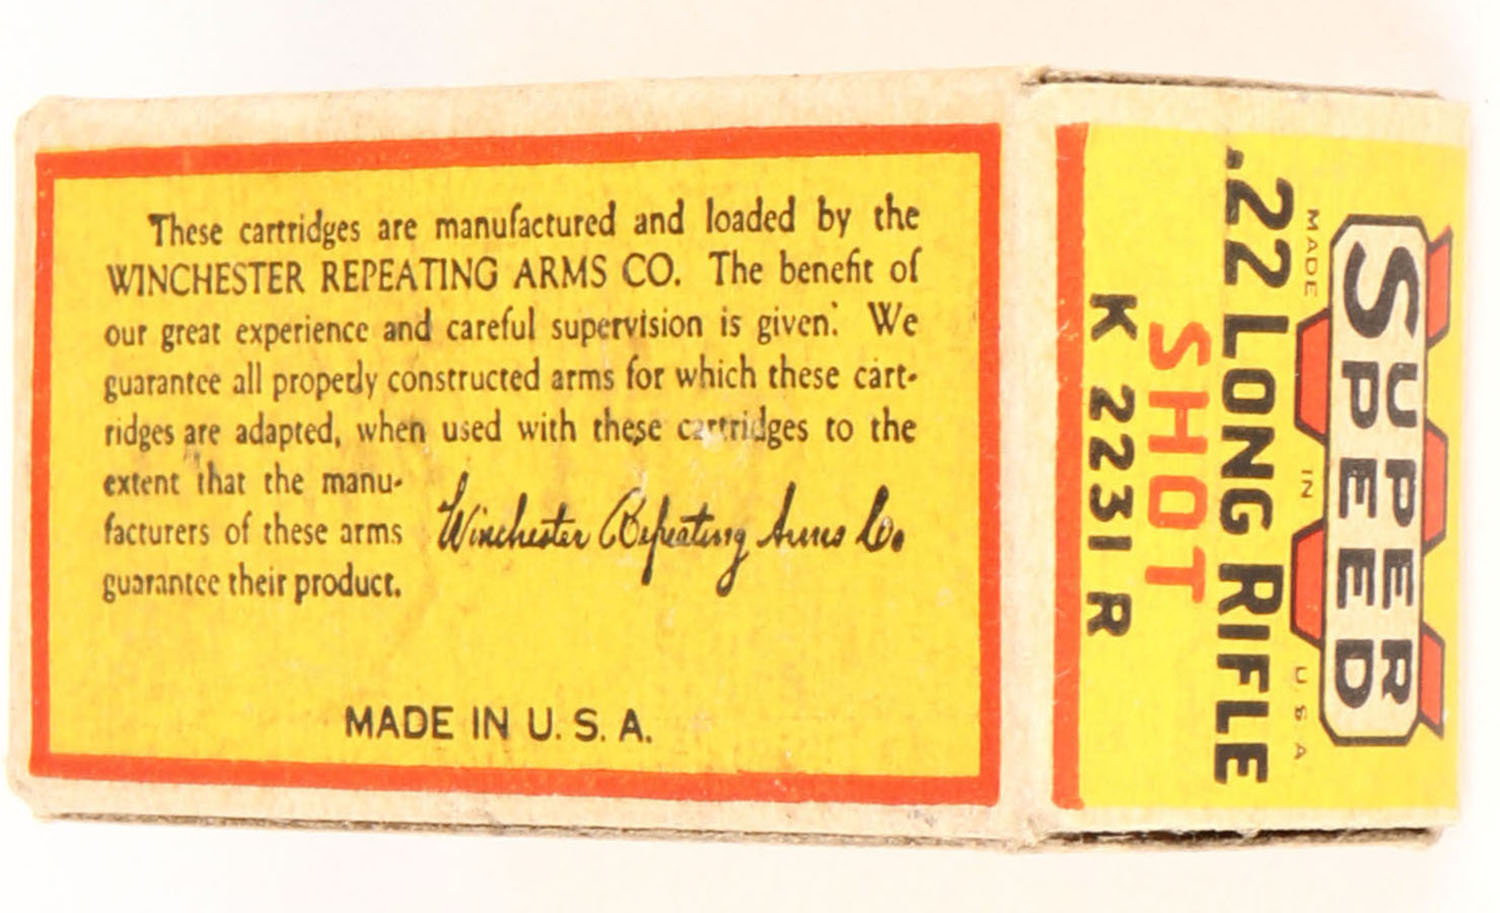 These cartridges are manufactured and loaded by the
WINCHESTER REPEATING ARMS CO. The benefit of
our great experience and careful supervision is given. We
guarantee all properly constructed arms for which these cart-
ridges are adapted, when used with these cartridges to the
extent that the manu-
facturers of these arms
guarantee their product.
Winchester Repeating Arms Co.
MADE IN U. S. A.
SUPER
SPEED
MADE IN U. S. A
.22 LONG RIFLE
SHOT
K 2231 R